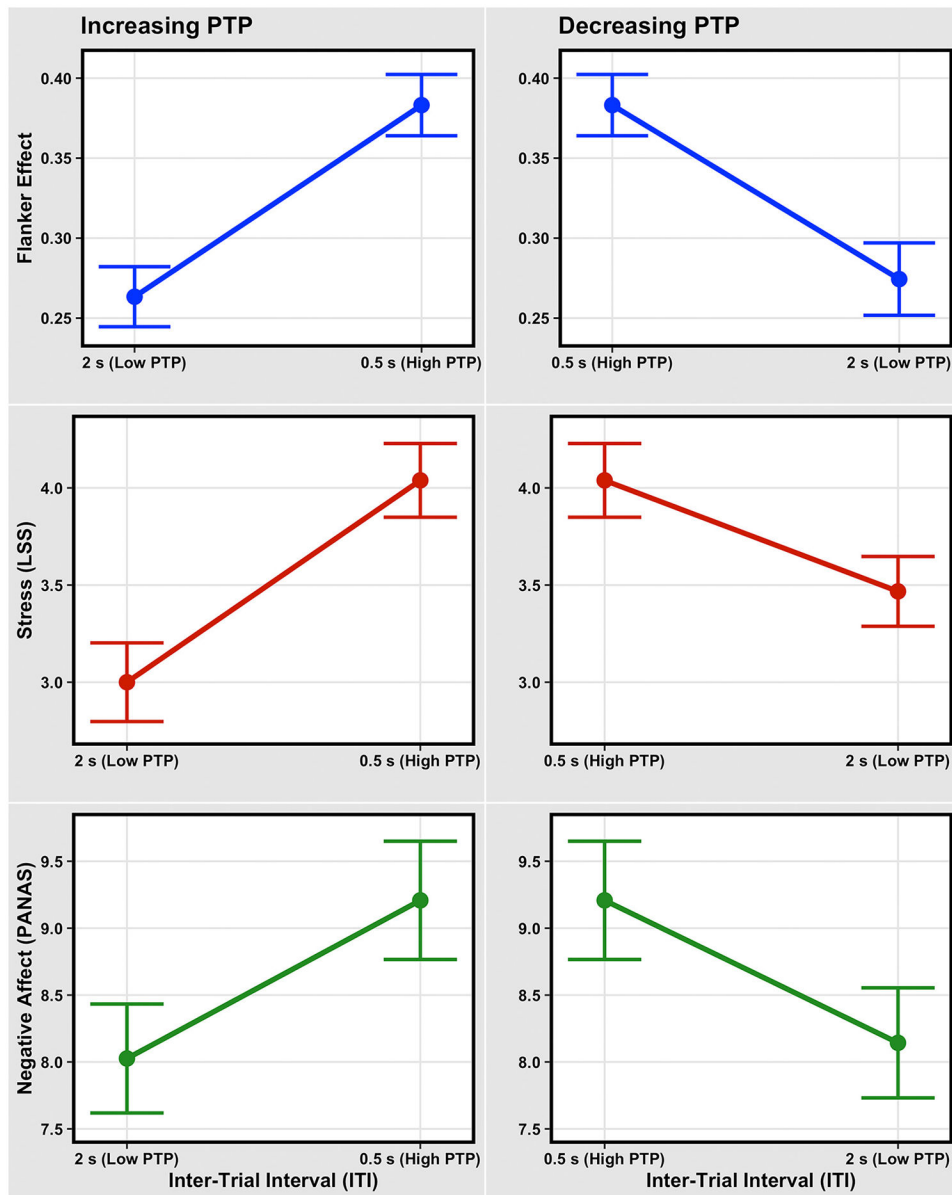 Increasing PTP
Decreasing PTP
Flanker Effect
0.40
0.35
0.30
0.25
2 s (Low PTP)
0.5 s (High PTP)
0.40
0.35
0.30
0.25
0.5 s (High PTP)
2 s (Low PTP)
Stress (LSS)
4.0
3.5
3.0
2 s (Low PTP)
0.5 s (High PTP)
4.0
3.5
3.0
0.5 s (High PTP)
2 s (Low PTP)
Negative Affect (PANAS)
9.5
9.0
8.5
8.0
7.5
2 s (Low PTP)
0.5 s (High PTP)
Inter-Trial Interval (ITI)
9.5
9.0
8.5
8.0
7.5
0.5 s (High PTP)
2 s (Low PTP)
Inter-Trial Interval (ITI)